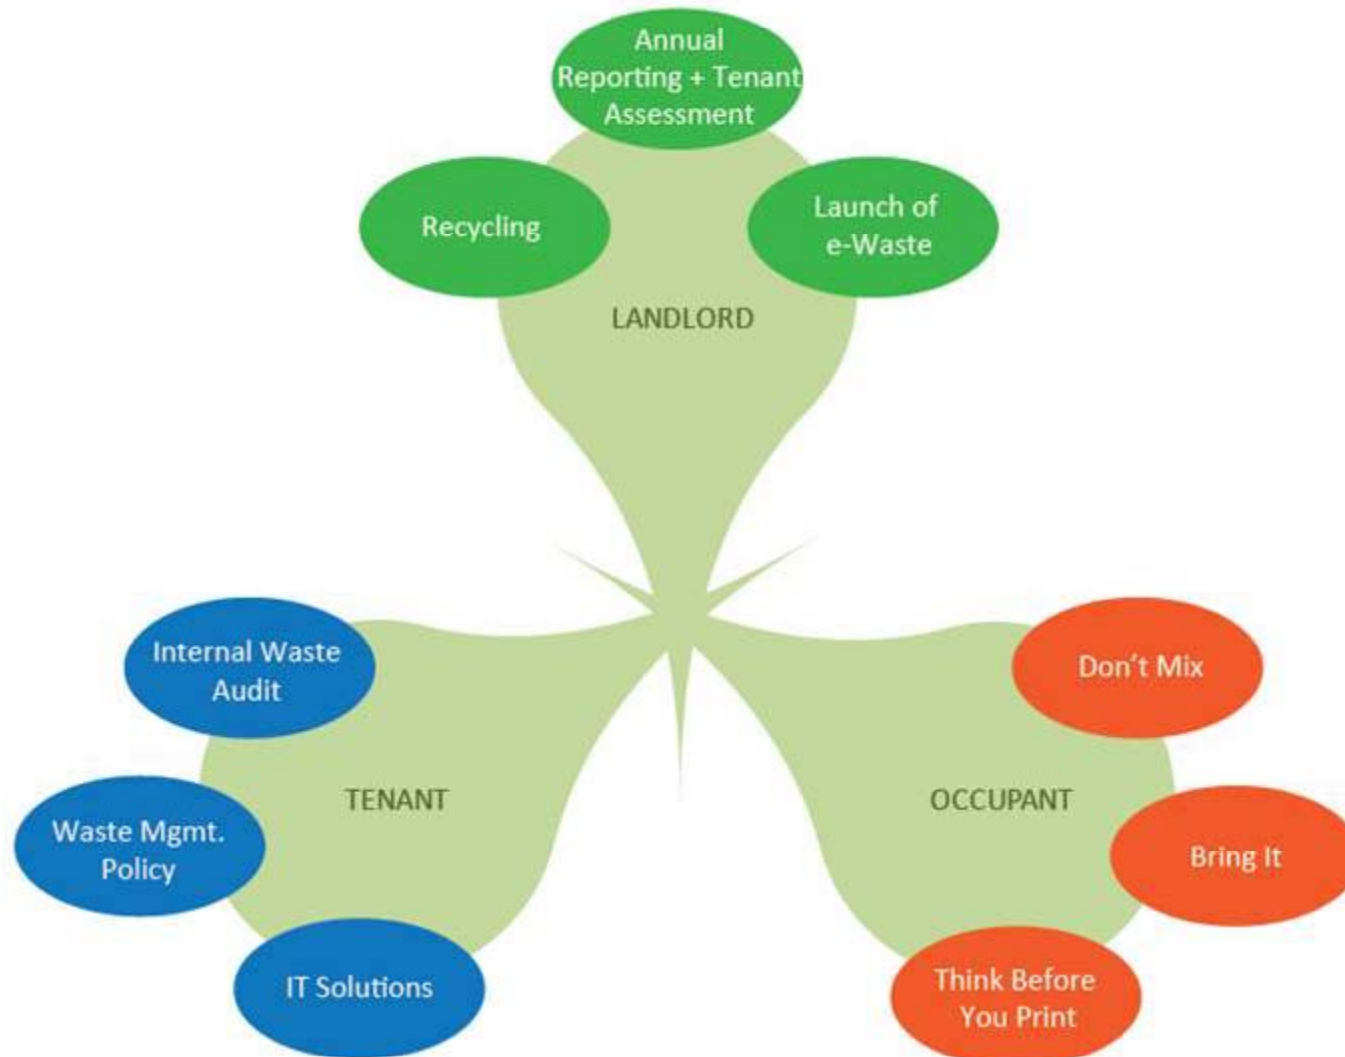 Annual
Reporting + Tenant
Assessment
Recycling
Launch of
e-Waste
LANDLORD
Internal Waste
Audit
TENANT
Waste Mgmt.
Policy
IT Solutions
Don't Mix
OCCUPANT
Bring It
Think Before
You Print